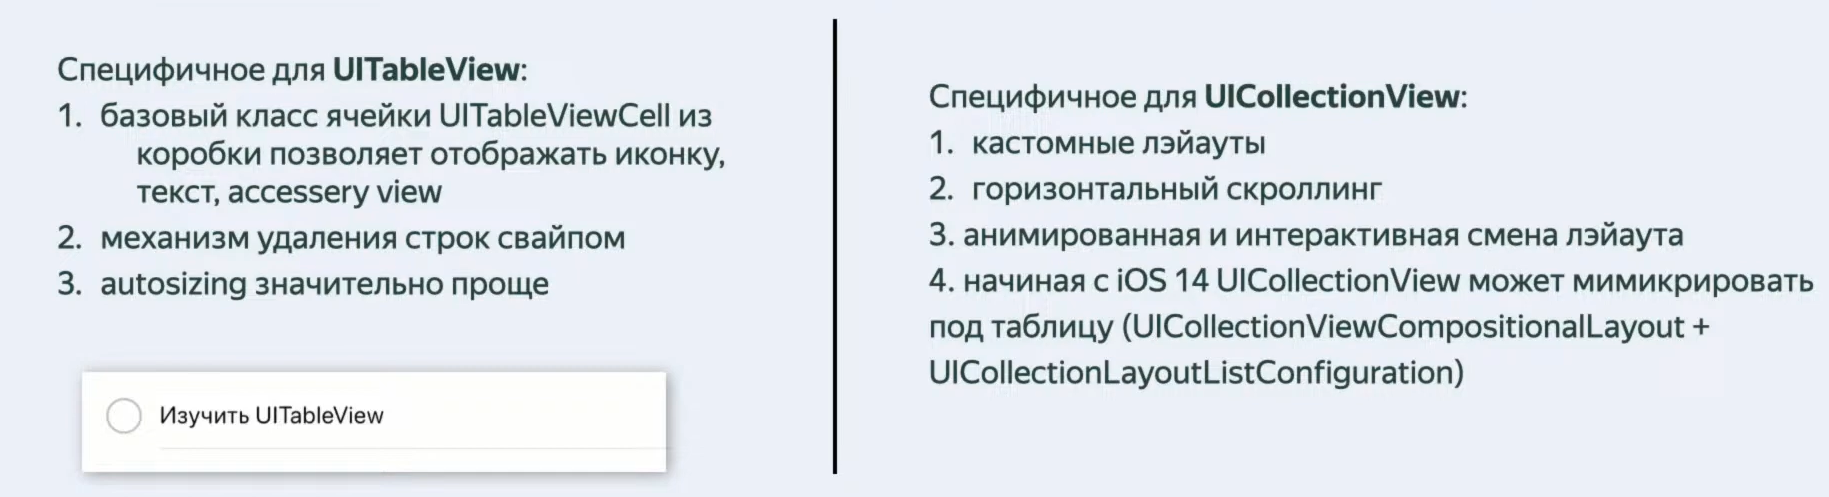 Специфичное для UITableView:
1. базовый класс ячейки UITableViewCell из
коробки позволяет отображать иконку,
текст, accessery view
2. механизм удаления строк свайпом
3. autosizing значительно проще
Изучить UITableView
Специфичное для UICollectionView:
1. кастомные лэйауты
2. горизонтальный скроллинг
3. анимированная и интерактивная смена лэйаута
4. начиная с iOS 14 UICollectionView может мимикрировать
под таблицу (UICollectionViewCompositionalLayout +
UICollectionLayoutListConfiguration)